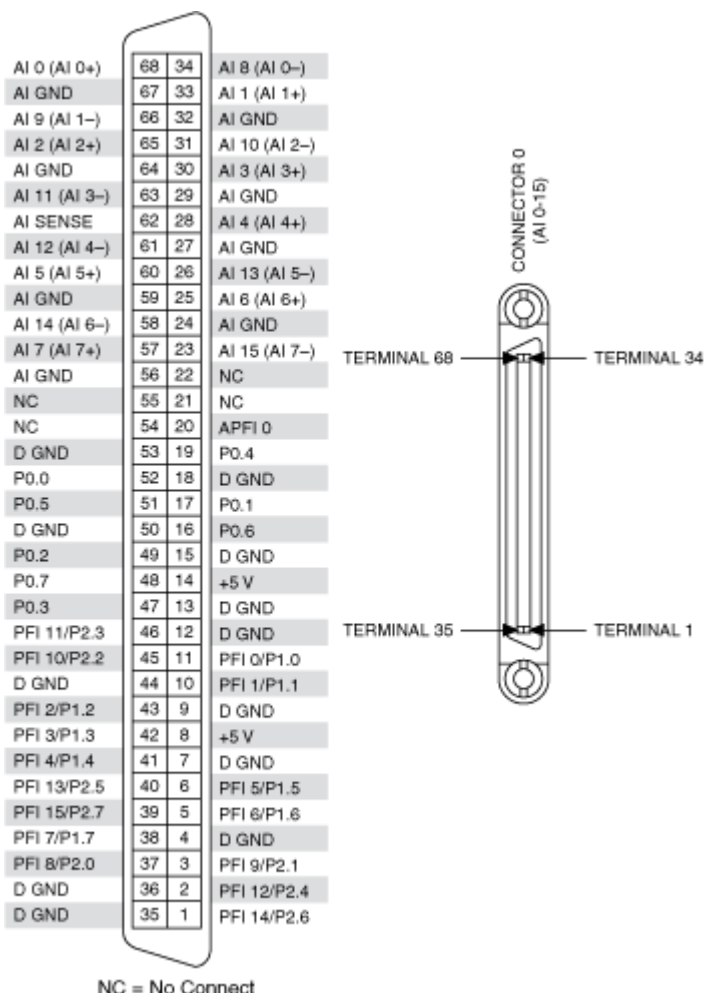 AI 0 (AI 0+) 68 34 AI 8 (AI 0–)
AI GND 67 33 AI 1 (AI 1+)
AI 9 (AI 1–) 66 32 AI GND
AI 2 (AI 2+) 65 31 AI 10 (AI 2–)
AI GND 64 30 AI 3 (AI 3+)
AI 11 (AI 3–) 63 29 AI GND
AI SENSE 62 28 AI 4 (AI 4+)
AI 12 (AI 4–) 61 27 AI GND
AI 5 (AI 5+) 60 26 AI 13 (AI 5–)
AI GND 59 25 AI 6 (AI 6+)
AI 14 (AI 6–) 58 24 AI GND
AI 7 (AI 7+) 57 23 AI 15 (AI 7–)
AI GND 56 22 NC
NC 55 21 NC
NC 54 20 APFI 0
D GND 53 19 P0.4
P0.0 52 18 D GND
P0.5 51 17 P0.1
D GND 50 16 P0.6
P0.2 49 15 D GND
P0.7 48 14 +5 V
P0.3 47 13 D GND
PFI 11/P2.3 46 12 D GND
PFI 10/P2.2 45 11 PFI 0/P1.0
D GND 44 10 PFI 1/P1.1
PFI 2/P1.2 43 9 D GND
PFI 3/P1.3 42 8 +5 V
PFI 4/P1.4 41 7 D GND
PFI 13/P2.5 40 6 PFI 5/P1.5
PFI 15/P2.7 39 5 PFI 6/P1.6
PFI 7/P1.7 38 4 D GND
PFI 8/P2.0 37 3 PFI 9/P2.1
D GND 36 2 PFI 12/P2.4
D GND 35 1 PFI 14/P2.6
NC = No Connect
CONNECTOR 0
(AI 0-15)
TERMINAL 68 TERMINAL 34
TERMINAL 35 TERMINAL 1